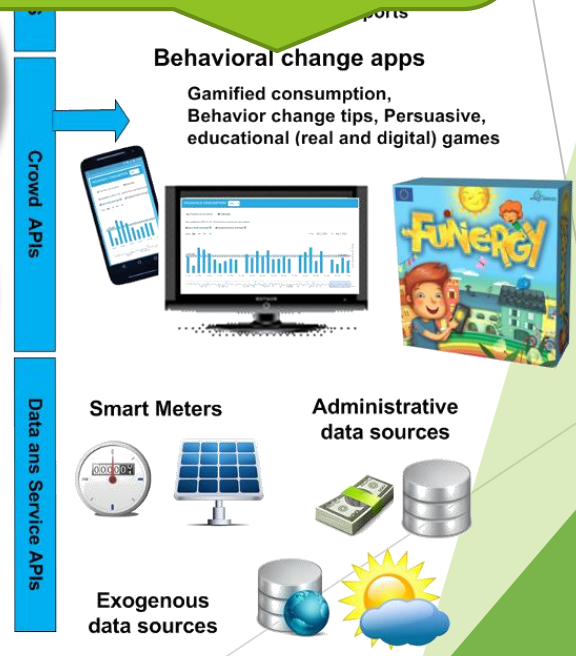 Behavioral change apps
Gamified consumption,
Behavior change tips, Persuasive,
educational (real and digital) games
Crowd APIs
FUNERGY
Data ans Service APIs
Smart Meters
Administrative
data sources
Exogenous
data sources